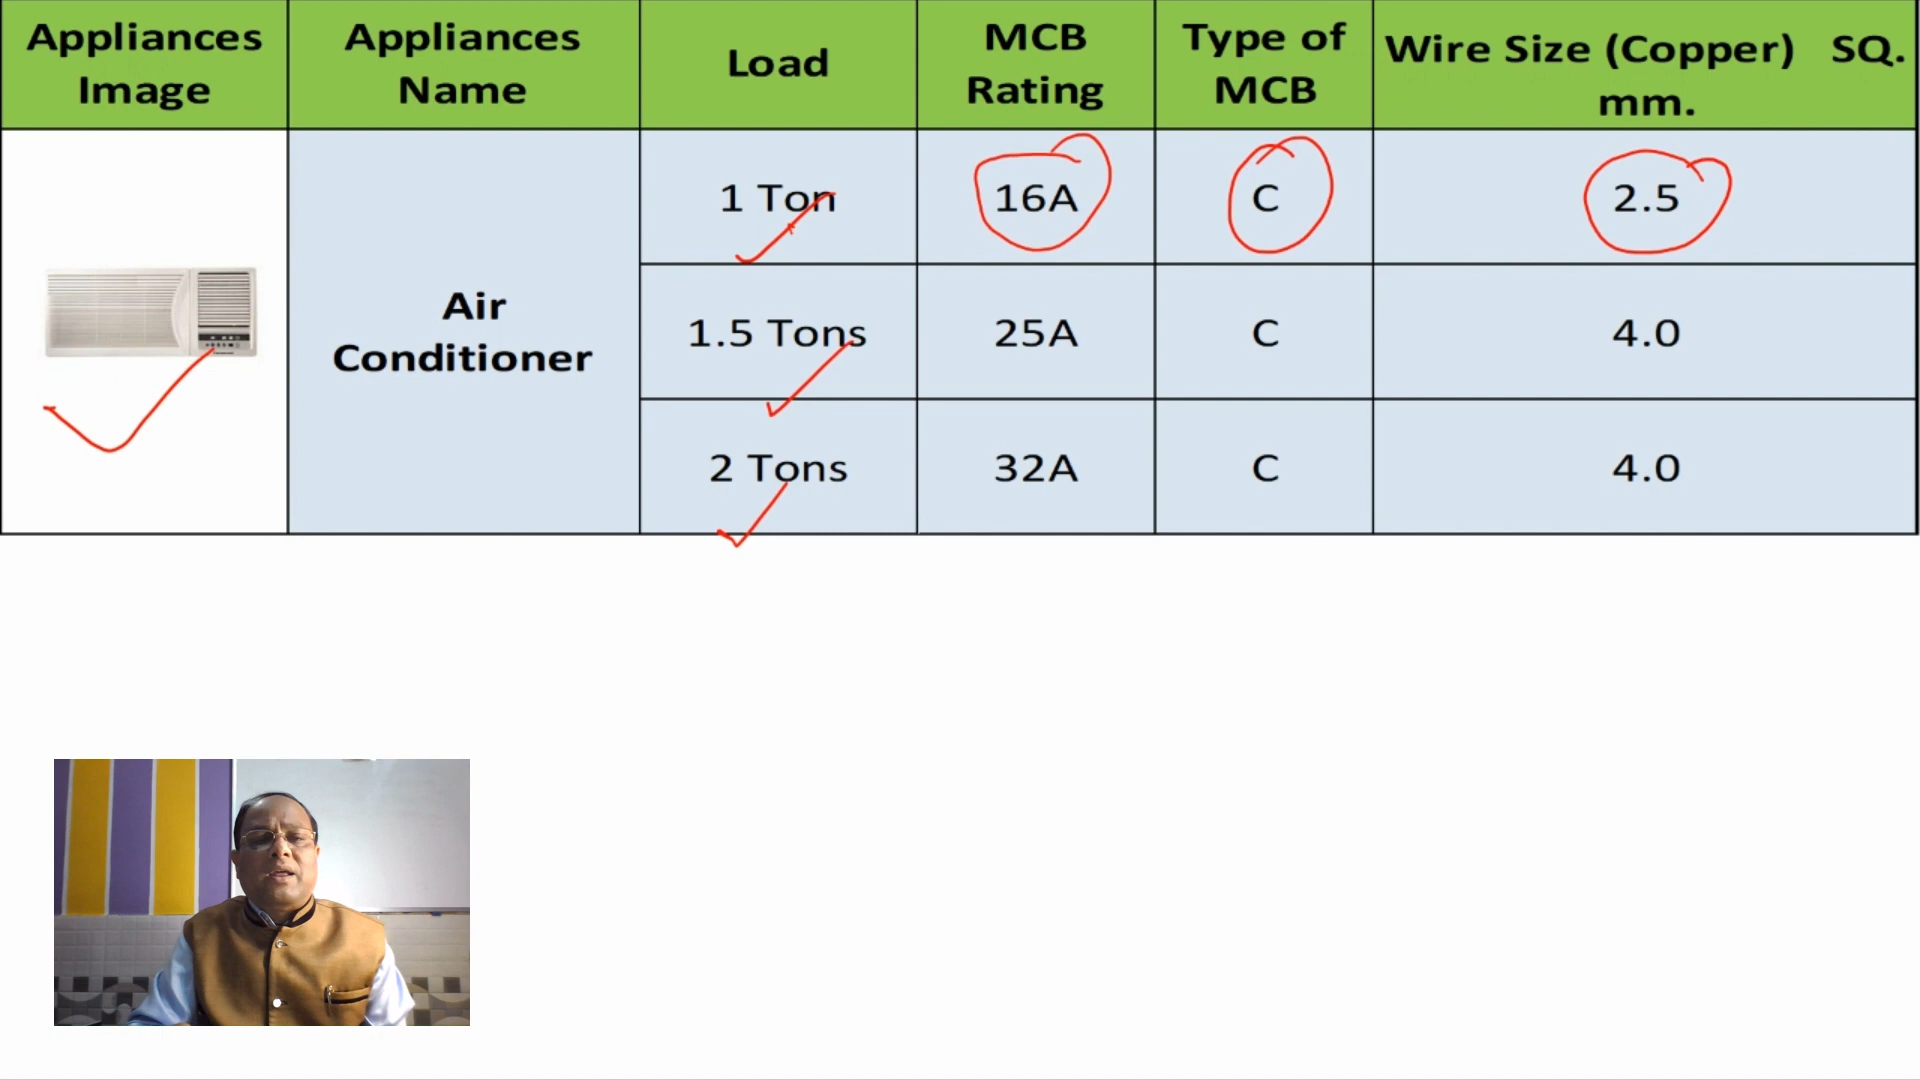 Appliances Image
Appliances Name
Load
MCB Rating
Type of MCB
Wire Size (Copper) SQ. mm.
Air Conditioner
1 Ton
16A
C
2.5
1.5 Tons
25A
C
4.0
2 Tons
32A
C
4.0